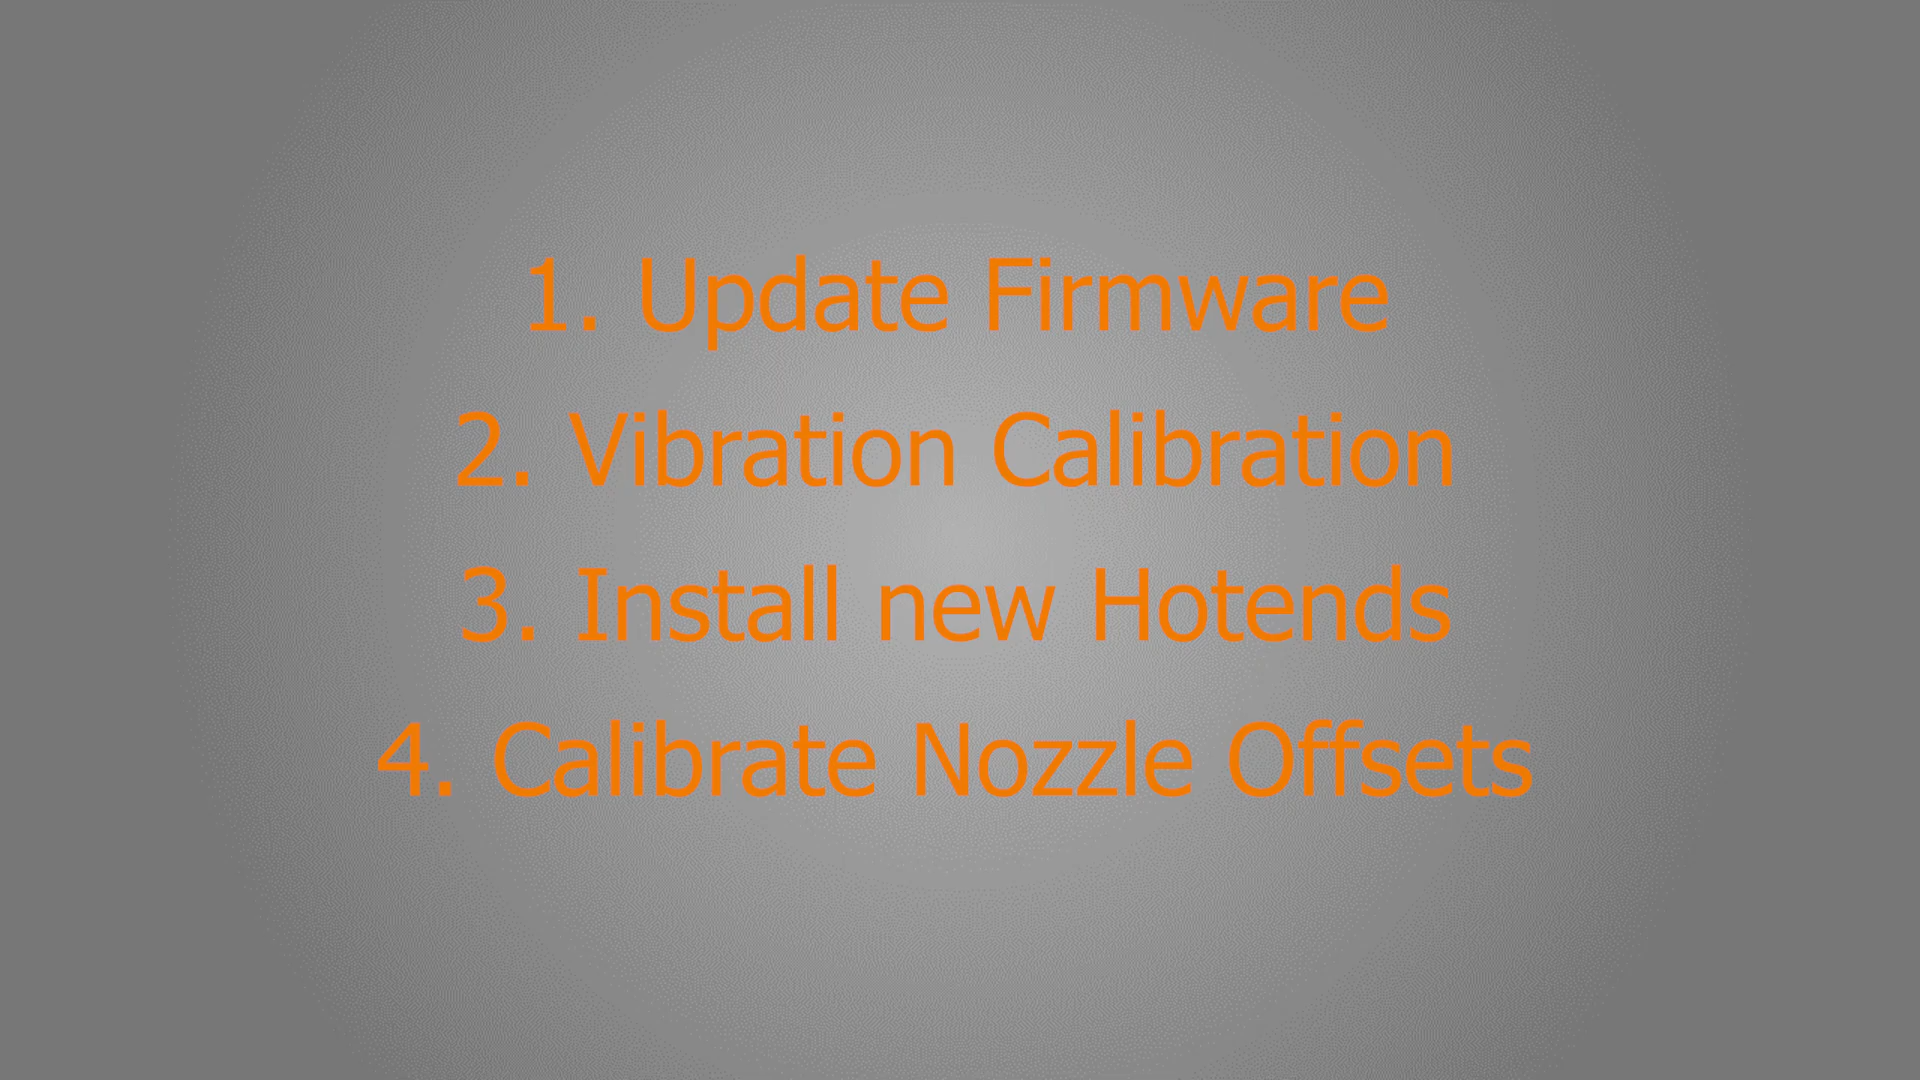 1. Update Firmware
2. Vibration Calibration
3. Install new Hotends
4. Calibrate Nozzle Offsets